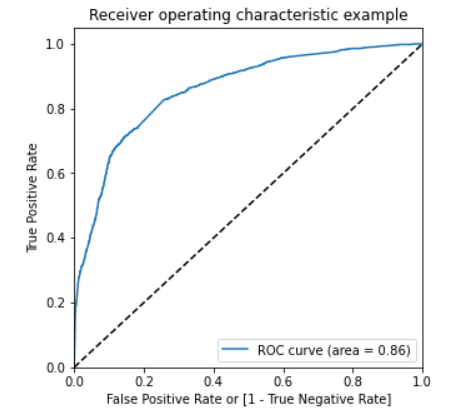 Receiver operating characteristic example
True Positive Rate
1.0
0.8
0.6
0.4
0.2
0.0
ROC curve (area = 0.86)
0.0 0.2 0.4 0.6 0.8 1.0
False Positive Rate or [1 - True Negative Rate]